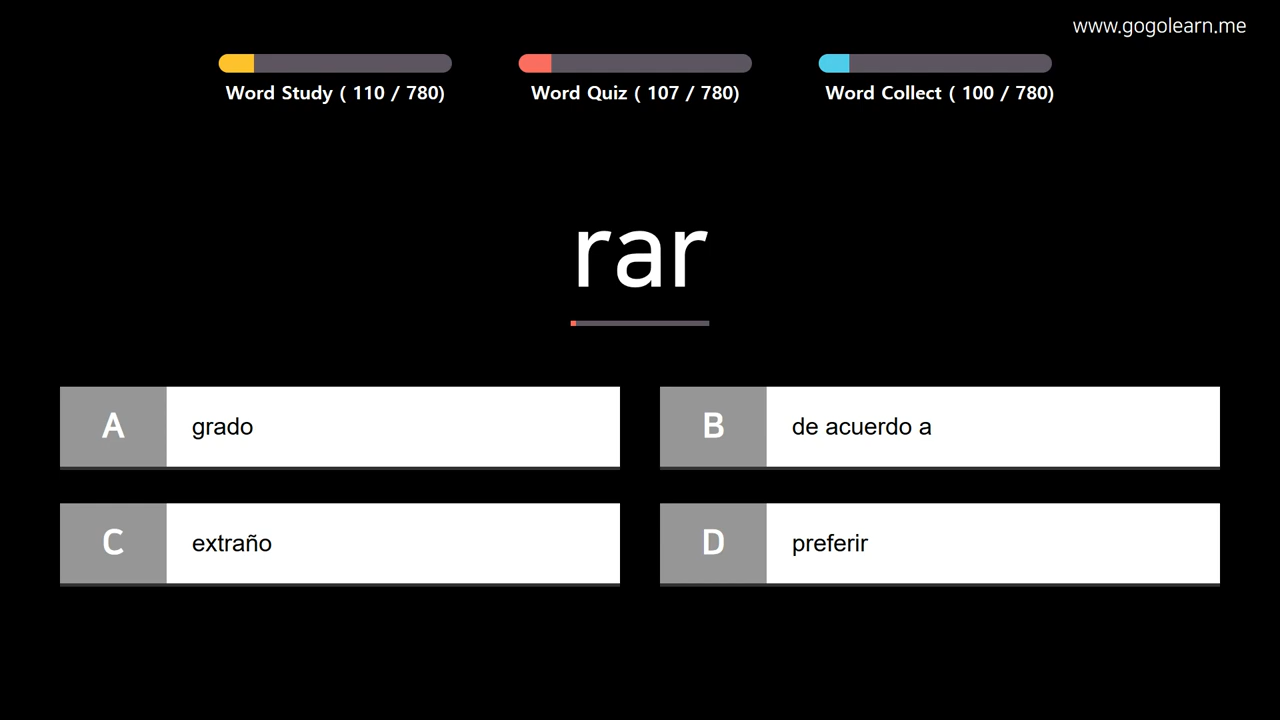 www.gogolearn.me
Word Study ( 110 / 780)
Word Quiz ( 107 / 780)
Word Collect ( 100 / 780)
rar
A grado
B de acuerdo a
C extraño
D preferir